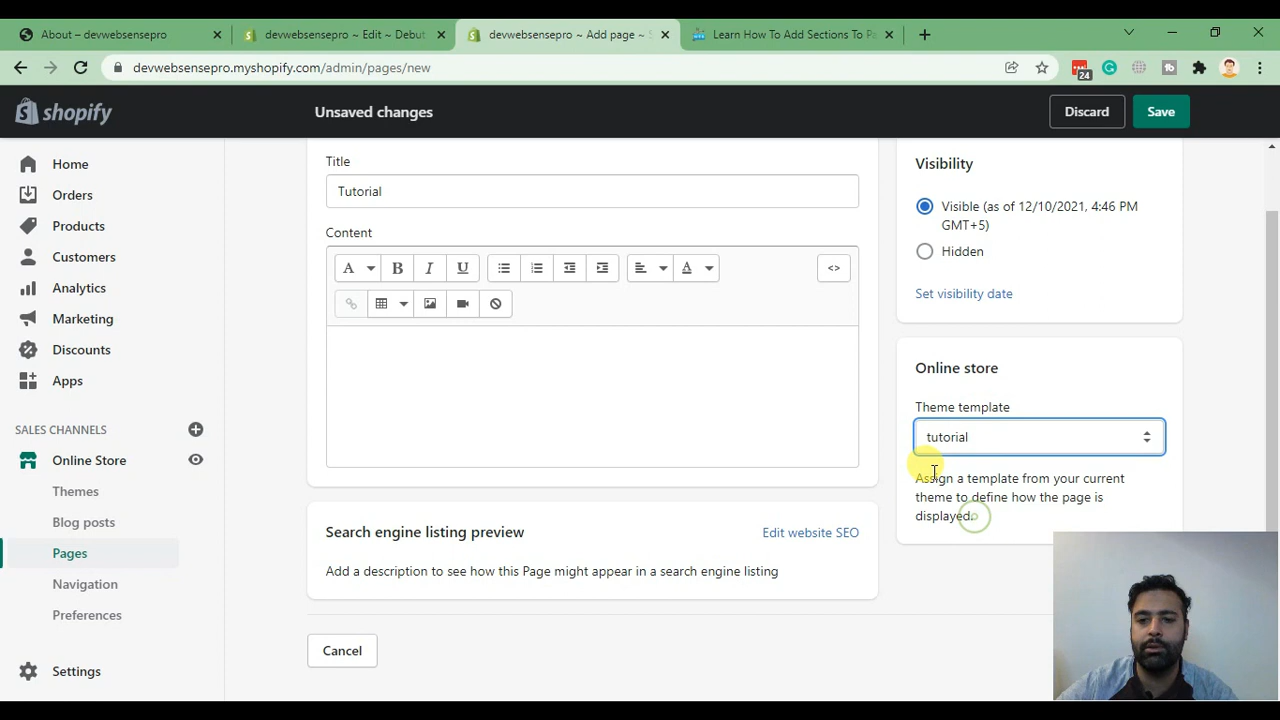 About – devwebsensepro
devwebsensepro ~ Edit ~ Debut
devwebsensepro ~ Add page ~ S
Learn How To Add Sections To Pa
devwebsensepro.myshopify.com/admin/pages/new
24
shopify
Unsaved changes
Discard
Save
Home
Orders
Products
Customers
Analytics
Marketing
Discounts
Apps
SALES CHANNELS
Online Store
Themes
Blog posts
Pages
Navigation
Preferences
Settings
Title
Tutorial
Content
A
B
I
U
A
<>
Search engine listing preview
Edit website SEO
Add a description to see how this Page might appear in a search engine listing
Cancel
Visibility
Visible (as of 12/10/2021, 4:46 PM
GMT+5)
Hidden
Set visibility date
Online store
Theme template
tutorial
Assign a template from your current
theme to define how the page is
displayed.